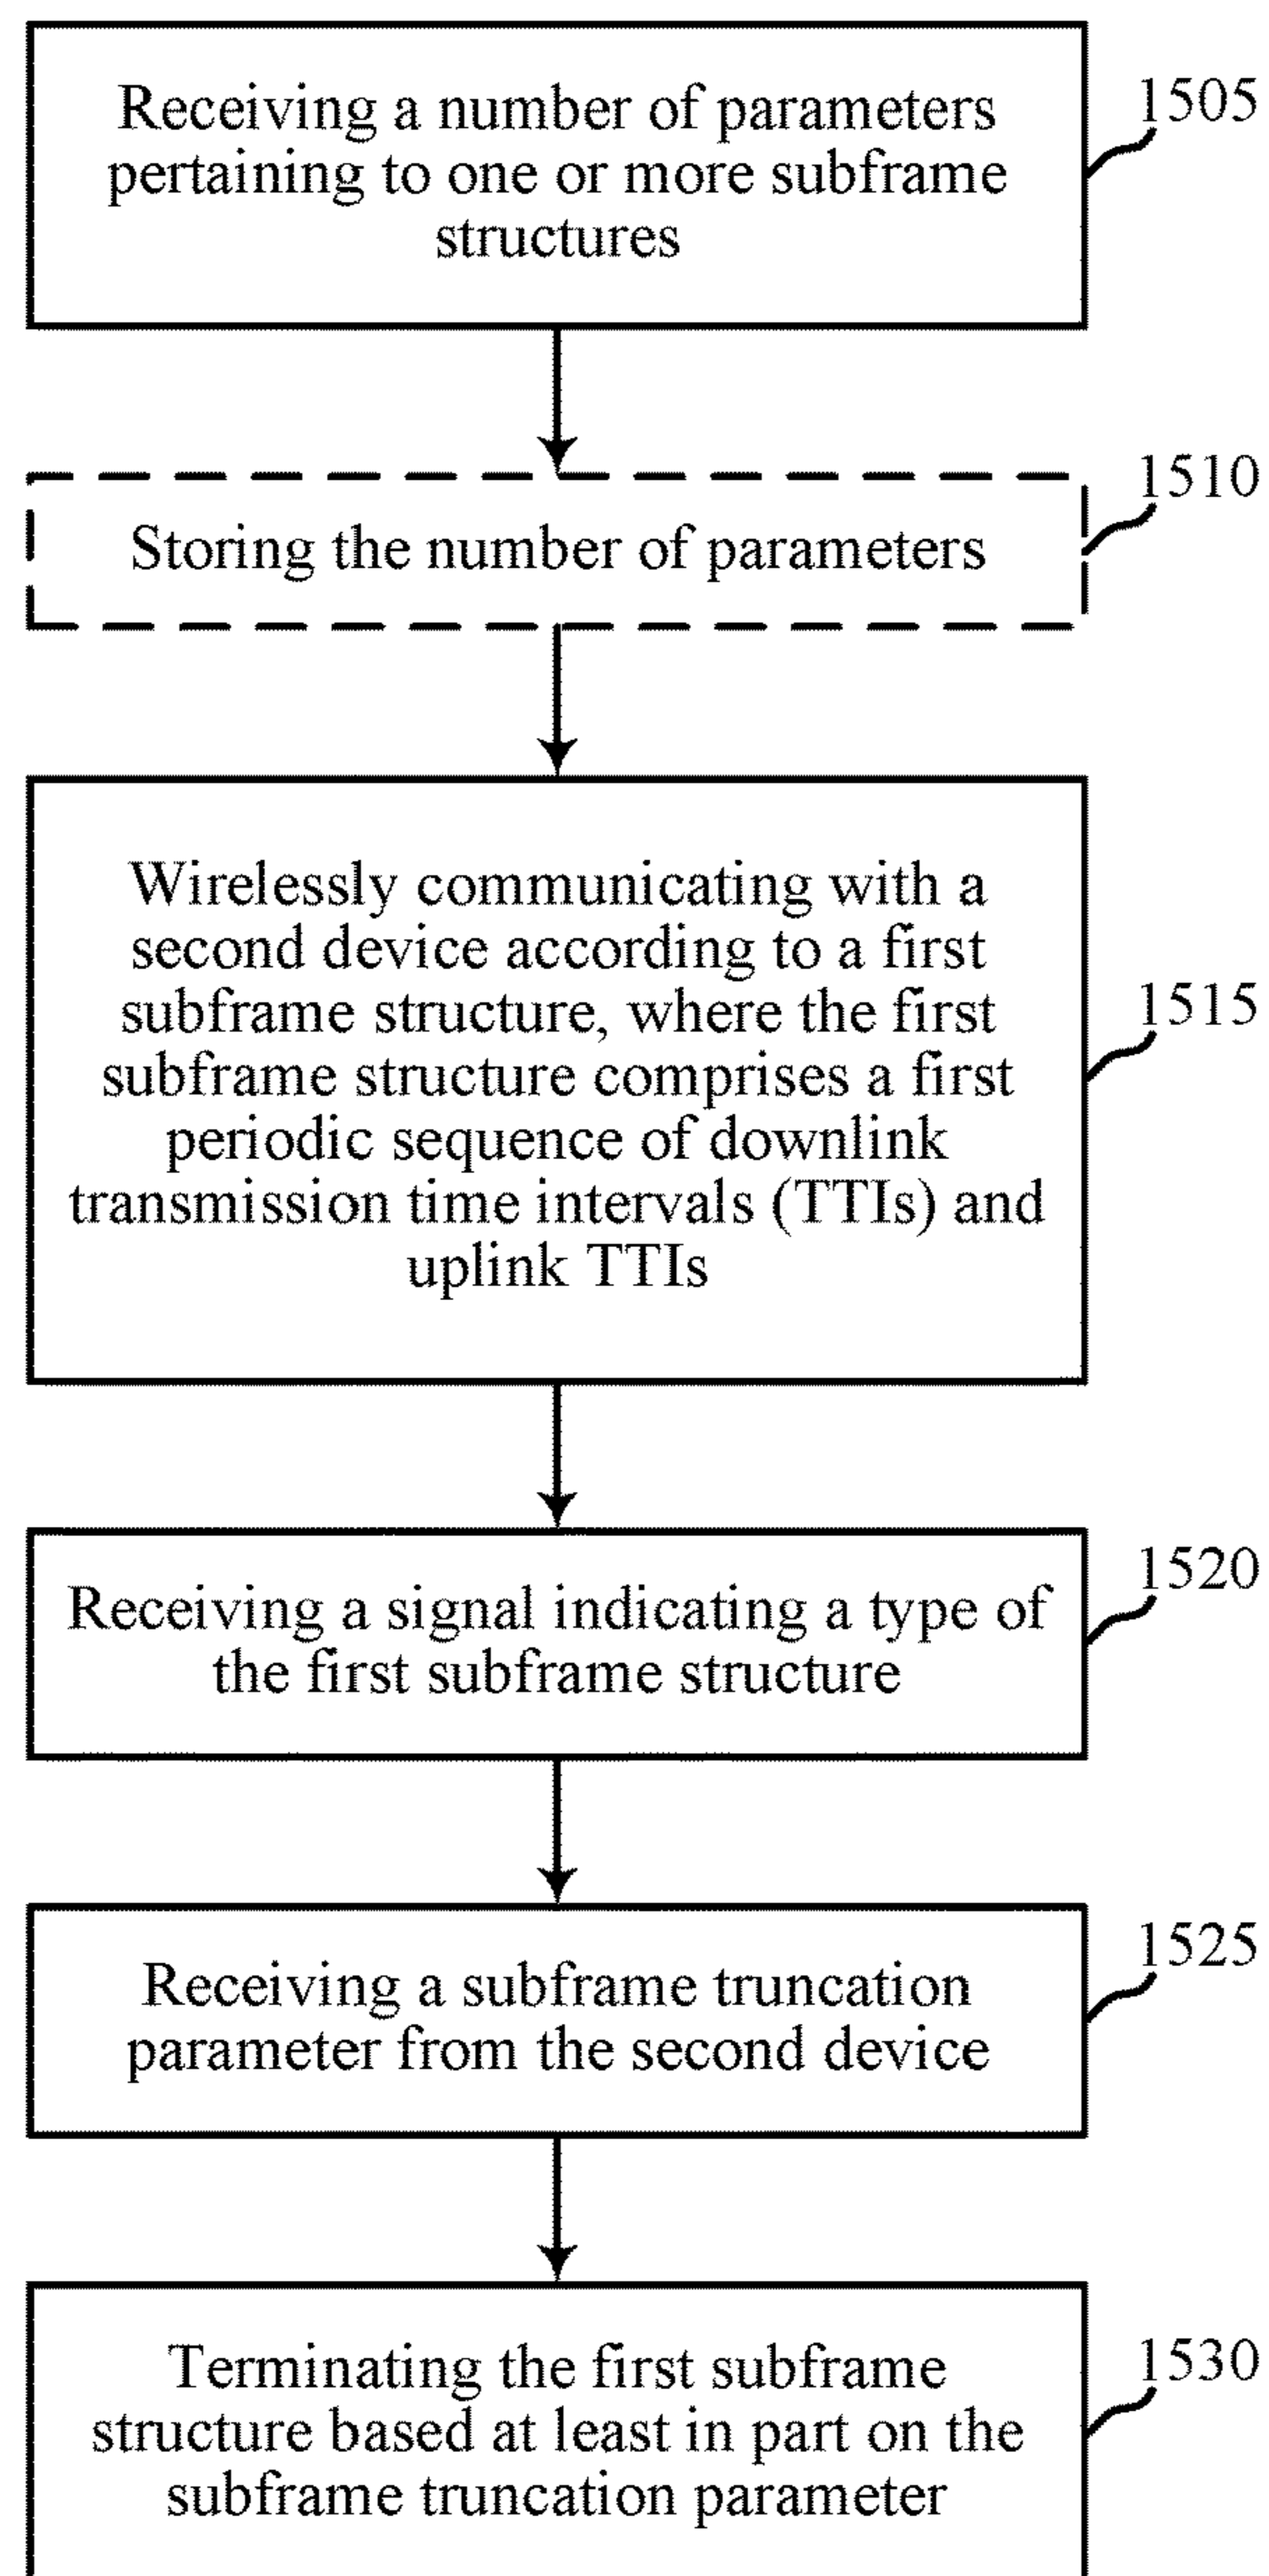 Receiving a number of parameters
pertaining to one or more subframe
structures
1505
Storing the number of parameters
1510
Wirelessly communicating with a
second device according to a first
subframe structure, where the first
subframe structure comprises a first
periodic sequence of downlink
transmission time intervals (TTIs) and
uplink TTIs
1515
Receiving a signal indicating a type of
the first subframe structure
1520
Receiving a subframe truncation
parameter from the second device
1525
Terminating the first subframe
structure based at least in part on the
subframe truncation parameter
1530